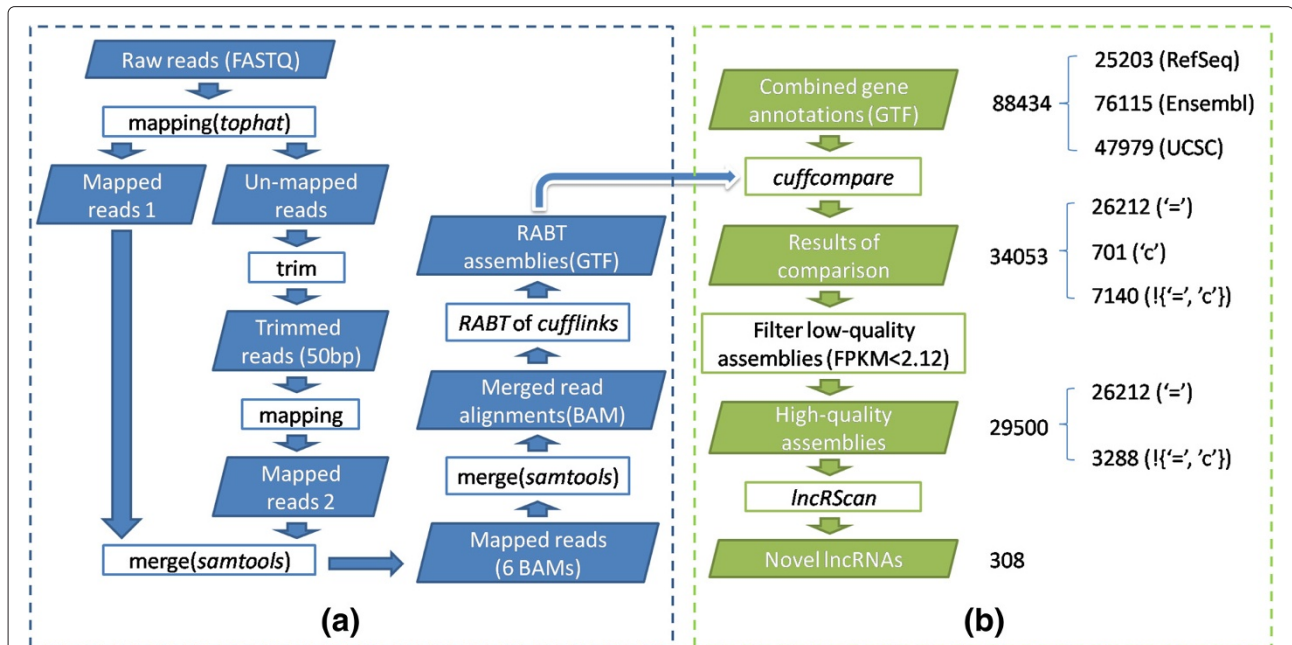 Raw reads (FASTQ)
mapping(tophat)
Mapped
reads 1
Un-mapped
reads
trim
Trimmed
reads (50bp)
mapping
Mapped
reads 2
merge(samtools)
Mapped reads
(6 BAMs)
merge(samtools)
Merged read
alignments(BAM)
RABT of cufflinks
RABT
assemblies(GTF)
(a)
Combined gene
annotations (GTF)
88434
25203 (RefSeq)
76115 (Ensembl)
47979 (UCSC)
cuffcompare
Results of
comparison
34053
26212 (‘=’)
701 (‘c’)
7140 (!{‘=’, ’c’})
Filter low-quality
assemblies (FPKM<2.12)
High-quality
assemblies
29500
26212 (‘=’)
3288 (!{‘=’, ’c’})
lncRScan
Novel lncRNAs
308
(b)